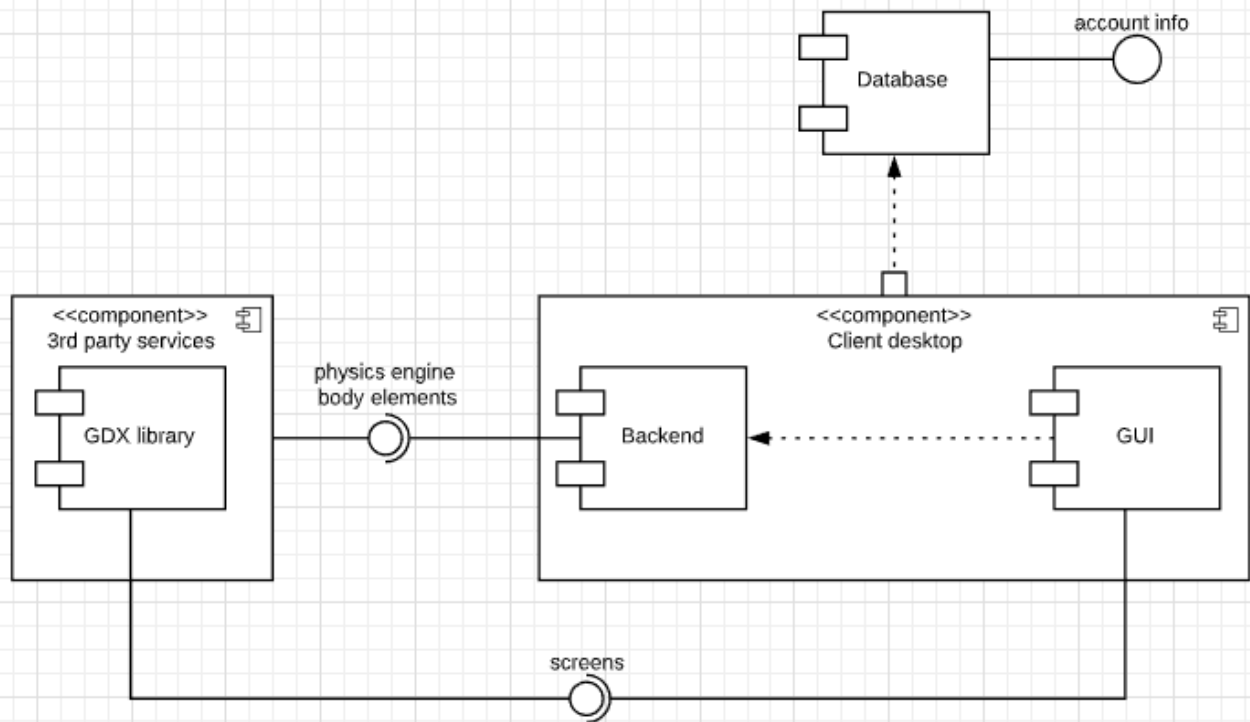 account info
Database
<<component>>
3rd party services
<<component>>
Client desktop
physics engine
body elements
GDX library
Backend
GUI
screens